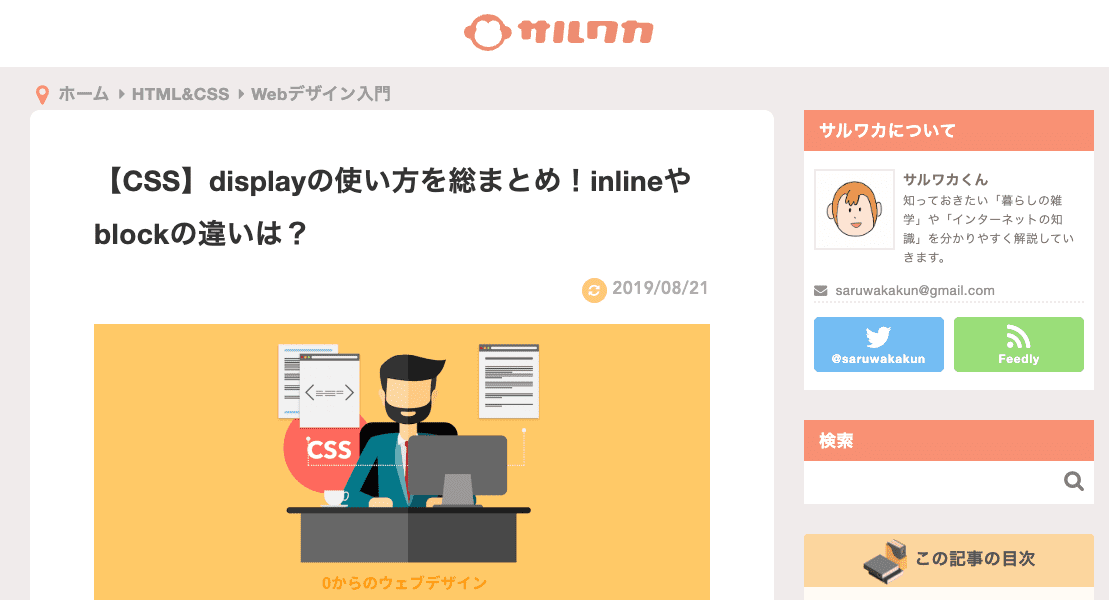 サルワカ
ホーム HTML&CSS Webデザイン入門
【CSS】displayの使い方を総まとめ！inlineや
blockの違いは？
2019/08/21
CSS
0からのウェブデザイン
サルワカについて
サルワカくん
知っておきたい「暮らしの雑
学」や「インターネットの知
識」を分かりやすく解説してい
きます。
saruwakakun@gmail.com
@saruwakakun
Feedly
検索
この記事の目次